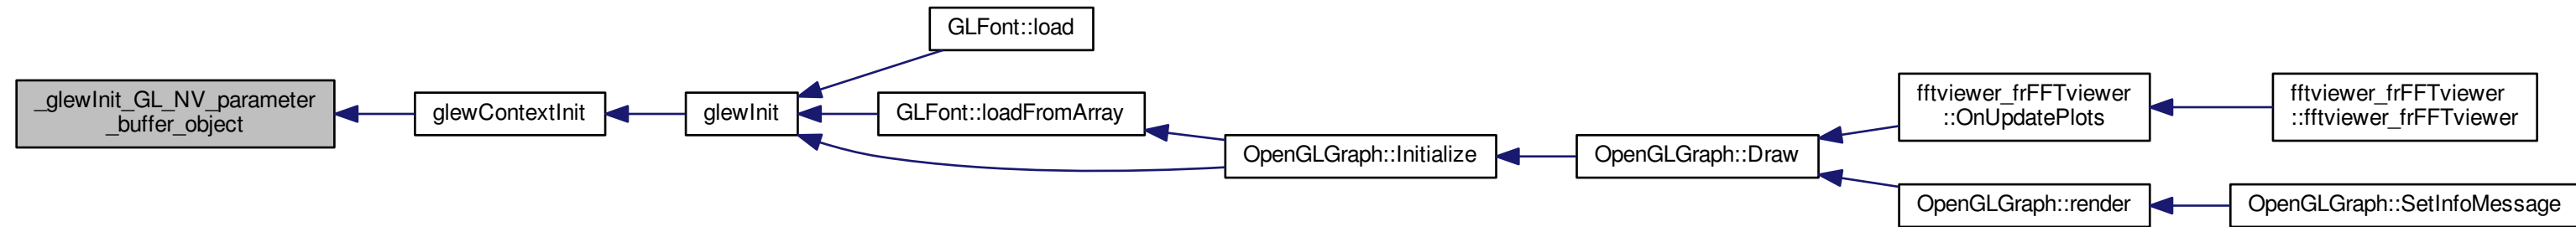 _glewInit_GL_NV_parameter
_buffer_object
glewContextInit
glewInit
GLFont::load
GLFont::loadFromArray
OpenGLGraph::Initialize
OpenGLGraph::Draw
fftviewer_frFFTviewer
::OnUpdatePlots
fftviewer_frFFTviewer
::fftviewer_frFFTviewer
OpenGLGraph::render
OpenGLGraph::SetInfoMessage